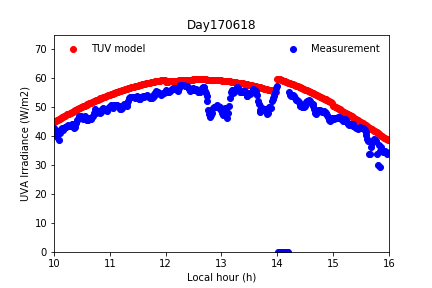 Day170618
TUV model
Measurement
UVA Irradiance (W/m2)
70
60
50
40
30
20
10
0
10 11 12 13 14 15 16
Local hour (h)